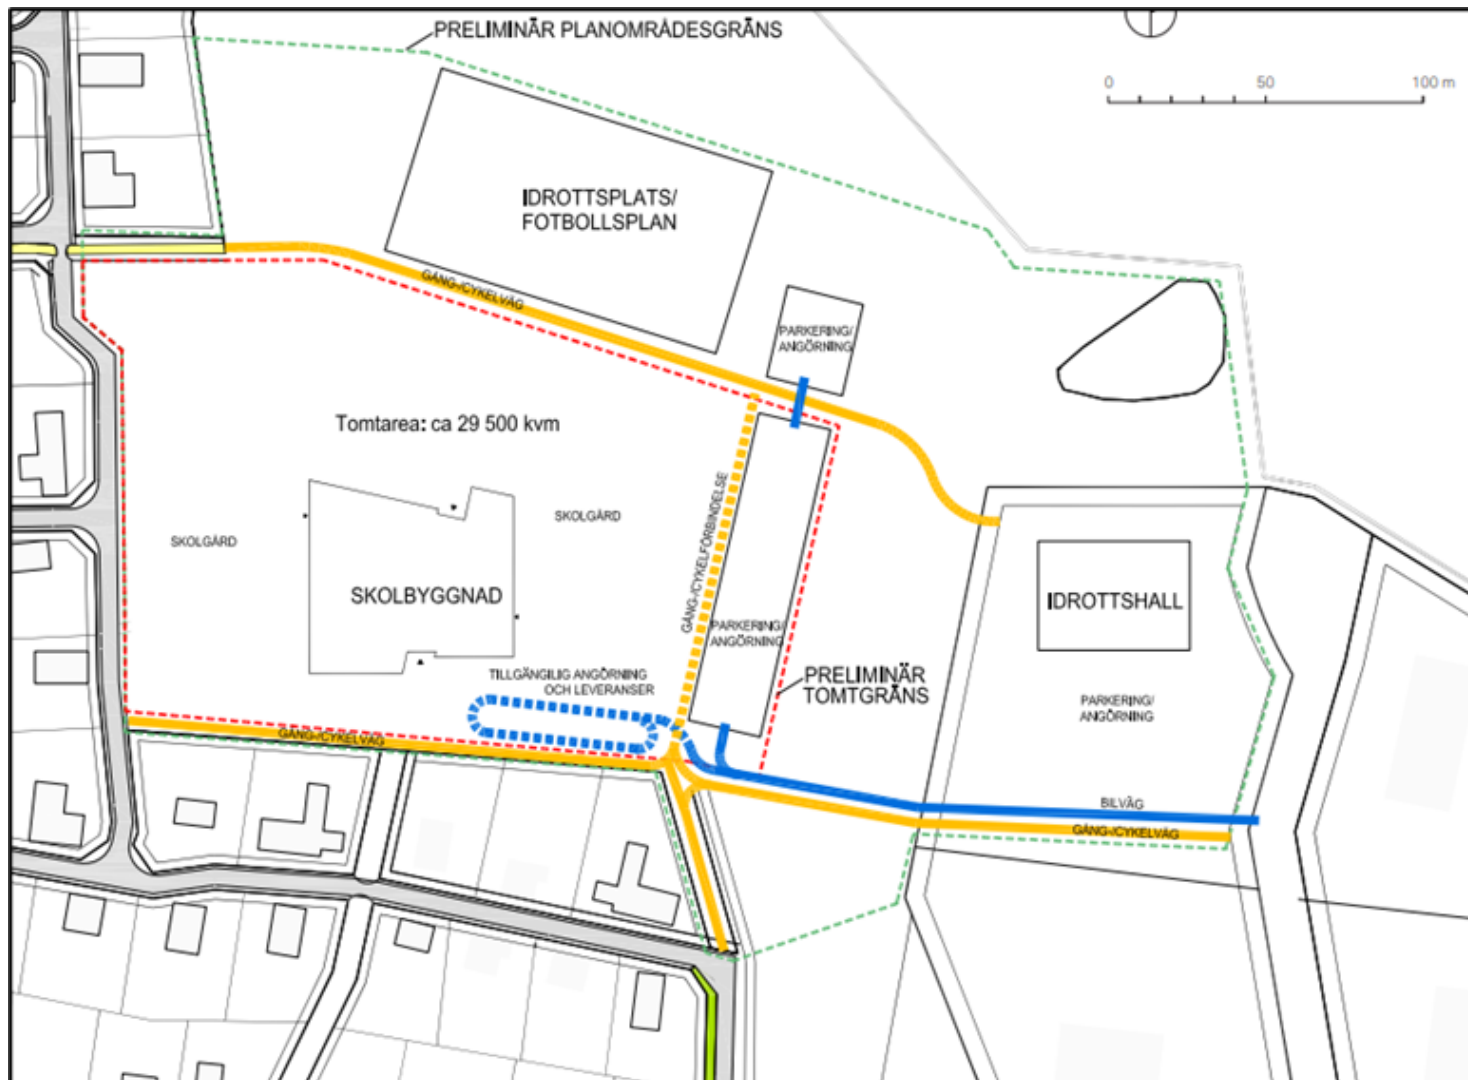 PRELIMINÄR PLANOMRÅDESGRÄNS
0 50 100 m
IDROTTSPLATS/
FOTBOLLSPLAN
GÅNG-/CYKELVÄG
PARKERING/
ANGÖRNING
Tomtarea: ca 29 500 kvm
SKOLGÅRD
SKOLGÅRD
GÅNG-/CYKELFÖRBINDELSE
SKOLBYGGNAD
IDROTTSHALL
PARKERING/
ANGÖRNING
TILLGÄNGILIG ANGÖRNING
OCH LEVERANSER
PRELIMINÄR
TOMTGRÄNS
PARKERING/
ANGÖRNING
GÅNG-/CYKELVÄG
BILVÄG
GÅNG-/CYKELVÄG